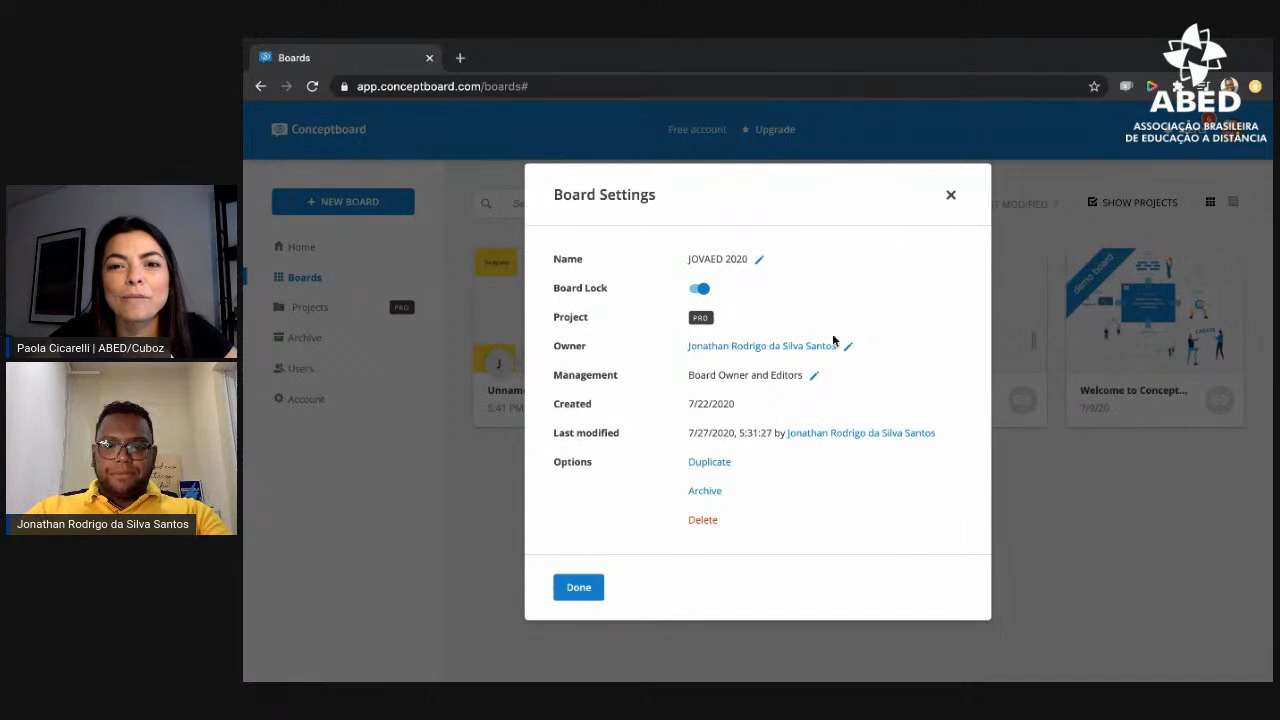 Boards
app.conceptboard.com/boards#
ABED
ASSOCIAÇÃO BRASILEIRA
DE EDUCAÇÃO A DISTÂNCIA
Conceptboard
Free account
Upgrade
+ NEW BOARD
Home
Boards
Projects
PRO
Archive
Users
Account
SHOW PROJECTS
Board Settings
Name
JOVAED 2020
Board Lock
Project
PRO
Owner
Jonathan Rodrigo da Silva Santos
Management
Board Owner and Editors
Created
7/22/2020
Last modified
7/27/2020, 5:31:27 by Jonathan Rodrigo da Silva Santos
Options
Duplicate
Archive
Delete
Done
J
5:41 PM
demo board
CREATE
Welcome to Concept...
7/9/20
Paola Cicarelli | ABED/Cuboz
Jonathan Rodrigo da Silva Santos